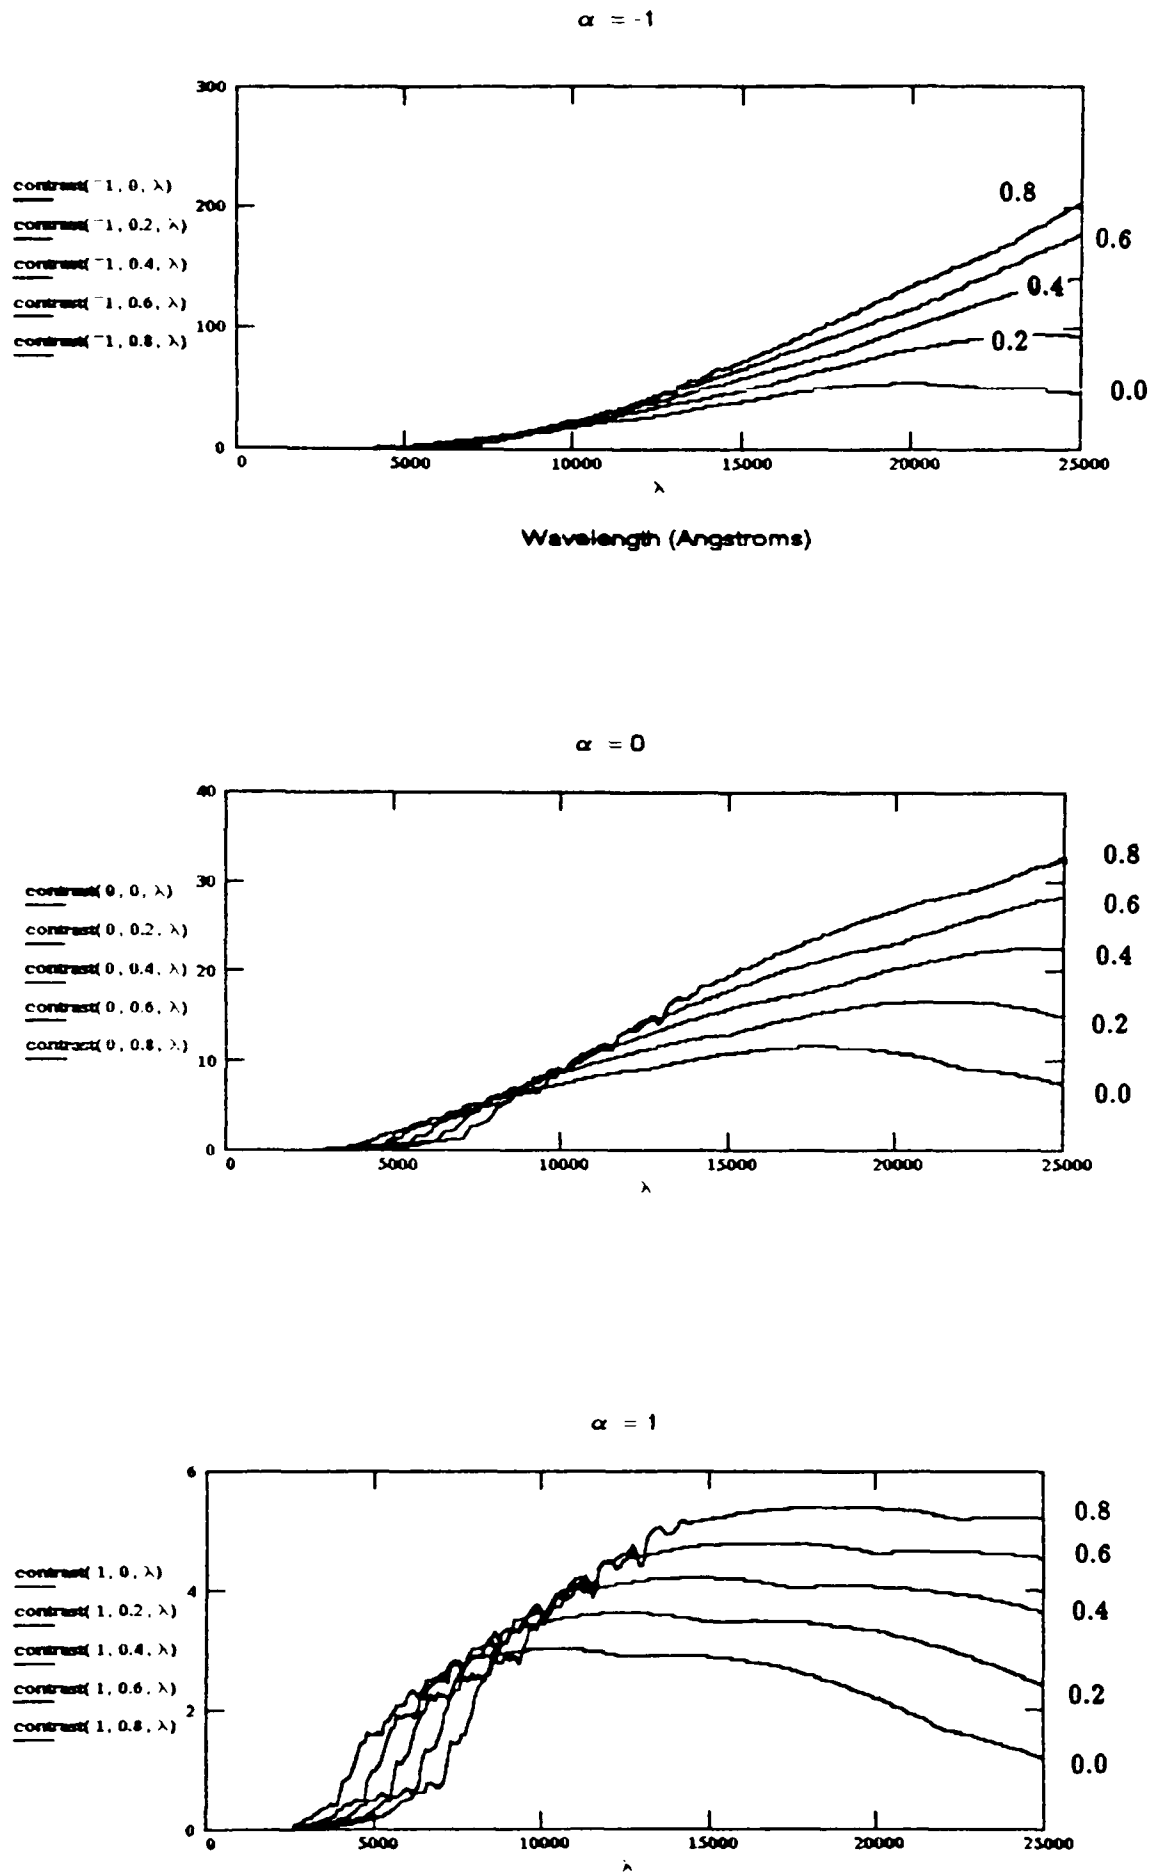 α = -1
300
200
100
0
contrast( ⁻1, 0, λ)
contrast( ⁻1, 0.2, λ)
contrast( ⁻1, 0.4, λ)
contrast( ⁻1, 0.6, λ)
contrast( ⁻1, 0.8, λ)
0.8
0.6
0.4
0.2
0.0
0 5000 10000 15000 20000 25000
λ
Wavelength (Angstroms)
α = 0
40
30
20
10
0
contrast( 0, 0, λ)
contrast( 0, 0.2, λ)
contrast( 0, 0.4, λ)
contrast( 0, 0.6, λ)
contrast( 0, 0.8, λ)
0.8
0.6
0.4
0.2
0.0
0 5000 10000 15000 20000 25000
λ
α = 1
6
4
2
0
contrast( 1, 0, λ)
contrast( 1, 0.2, λ)
contrast( 1, 0.4, λ)
contrast( 1, 0.6, λ)
contrast( 1, 0.8, λ)
0.8
0.6
0.4
0.2
0.0
0 5000 10000 15000 20000 25000
λ